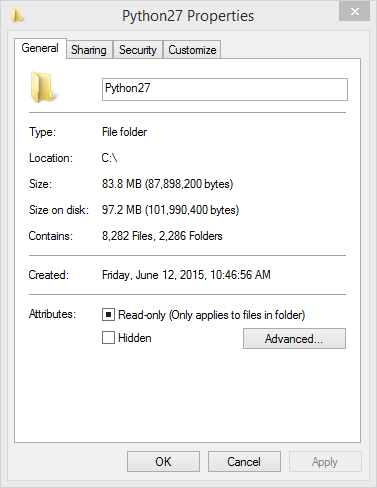 Python27 Properties
General Sharing Security Customize
Python27
Type: File folder
Location: C:\
Size: 83.8 MB (87,898,200 bytes)
Size on disk: 97.2 MB (101,990,400 bytes)
Contains: 8,282 Files, 2,286 Folders
Created: Friday, June 12, 2015, 10:46:56 AM
Attributes: Read-only (Only applies to files in folder)
Hidden Advanced...
OK Cancel Apply